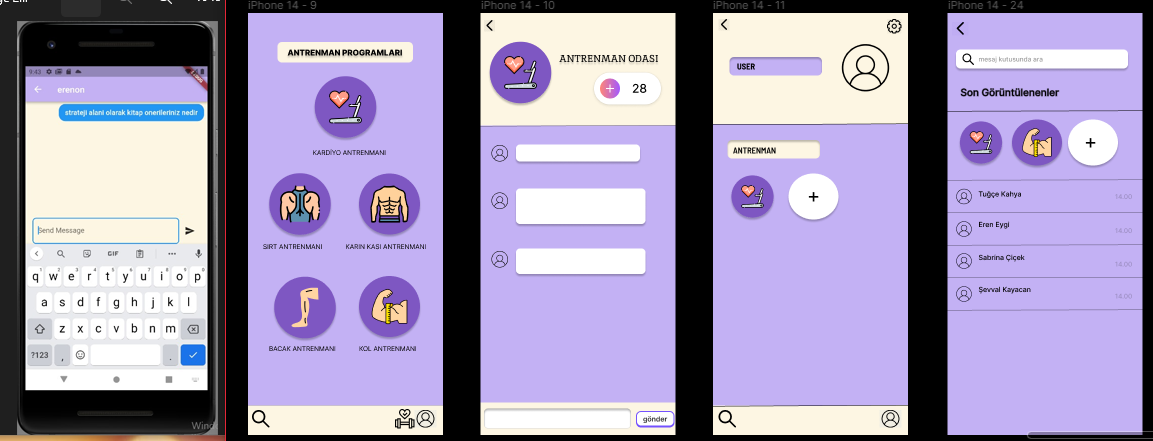 iPhone 14 - 9
iPhone 14 - 10
iPhone 14 - 11
iPhone 14 - 24
9:43
erenon
strateji alani olarak kitap onerileriniz nedir
Send Message
GIF
q w e r t y u i o p
a s d f g h j k l
z x c v b n m
?123 , .
ANTRENMAN PROGRAMLARI
KARDİYO ANTRENMANI
SIRT ANTRENMANI
KARIN KASI ANTRENMANI
BACAK ANTRENMANI
KOL ANTRENMANI
ANTRENMAN ODASI
+ 28
gönder
USER
ANTRENMAN
+
mesaj kutusunda ara
Son Görüntülenenler
+
Tuğçe Kahya
14.00
Eren Eygi
14.00
Sabrina Çiçek
14.00
Şevval Kayacan
14.00